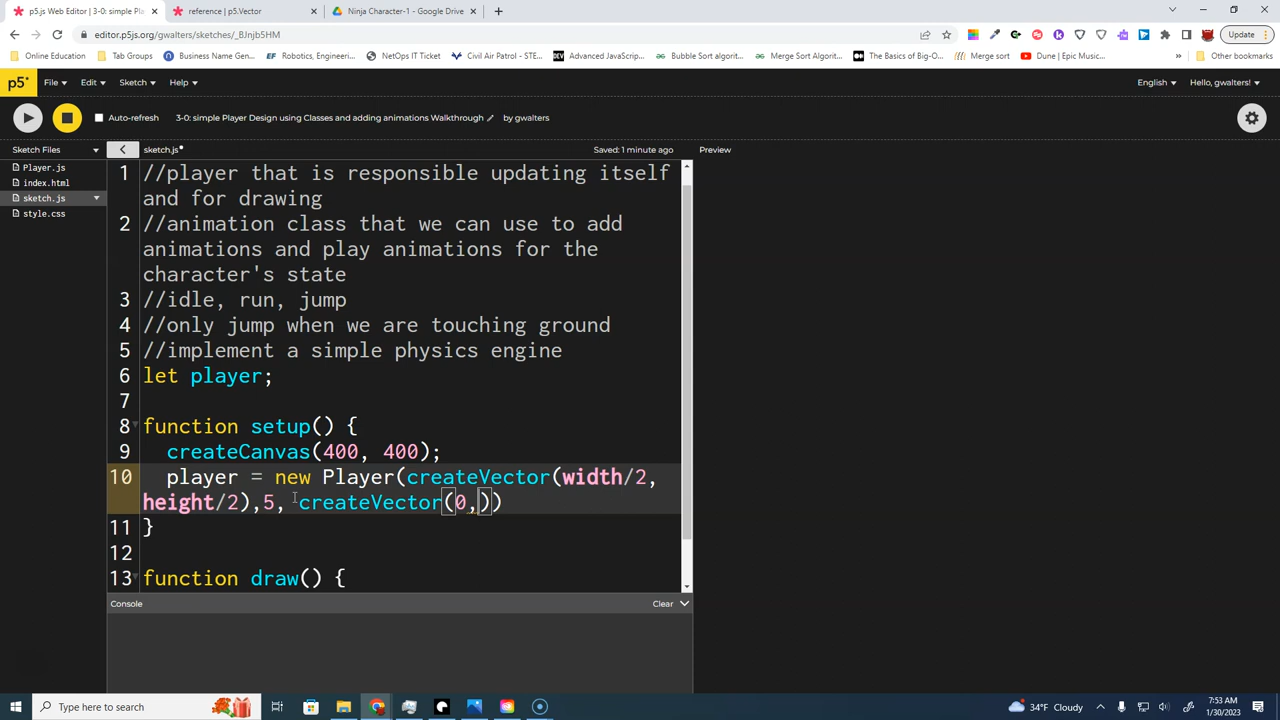 p5.js Web Editor | 3-0: simple Pl
reference | p5.Vector
Ninja Character-1 - Google Drive
editor.p5js.org/gwalters/sketches/_BJnjb5HM
Update
Online Education
Tab Groups
Business Name Gen...
Robotics, Engineeri...
NetOps IT Ticket
Civil Air Patrol - STE...
DEV
Advanced JavaScrip...
Bubble Sort algorit...
Merge Sort Algorit...
The Basics of Big-O...
Merge sort
Dune | Epic Music...
»
Other bookmarks
p5*
File
Edit
Sketch
Help
English
Hello, gwalters!
Auto-refresh
3-0: simple Player Design using Classes and adding animations Walkthrough
by gwalters
Sketch Files
sketch.js
Saved: 1 minute ago
Preview
Player.js
index.html
sketch.js
style.css
1 //player that is responsible updating itself
and for drawing
2 //animation class that we can use to add
animations and play animations for the
character's state
3 //idle, run, jump
4 //only jump when we are touching ground
5 //implement a simple physics engine
6 let player;
7
8 function setup() {
9 createCanvas(400, 400);
10 player = new Player(createVector(width/2,
height/2),5, createVector(0,))
11 }
12
13 function draw() {
Console
Clear
Type here to search
34°F Cloudy
7:53 AM
1/30/2023